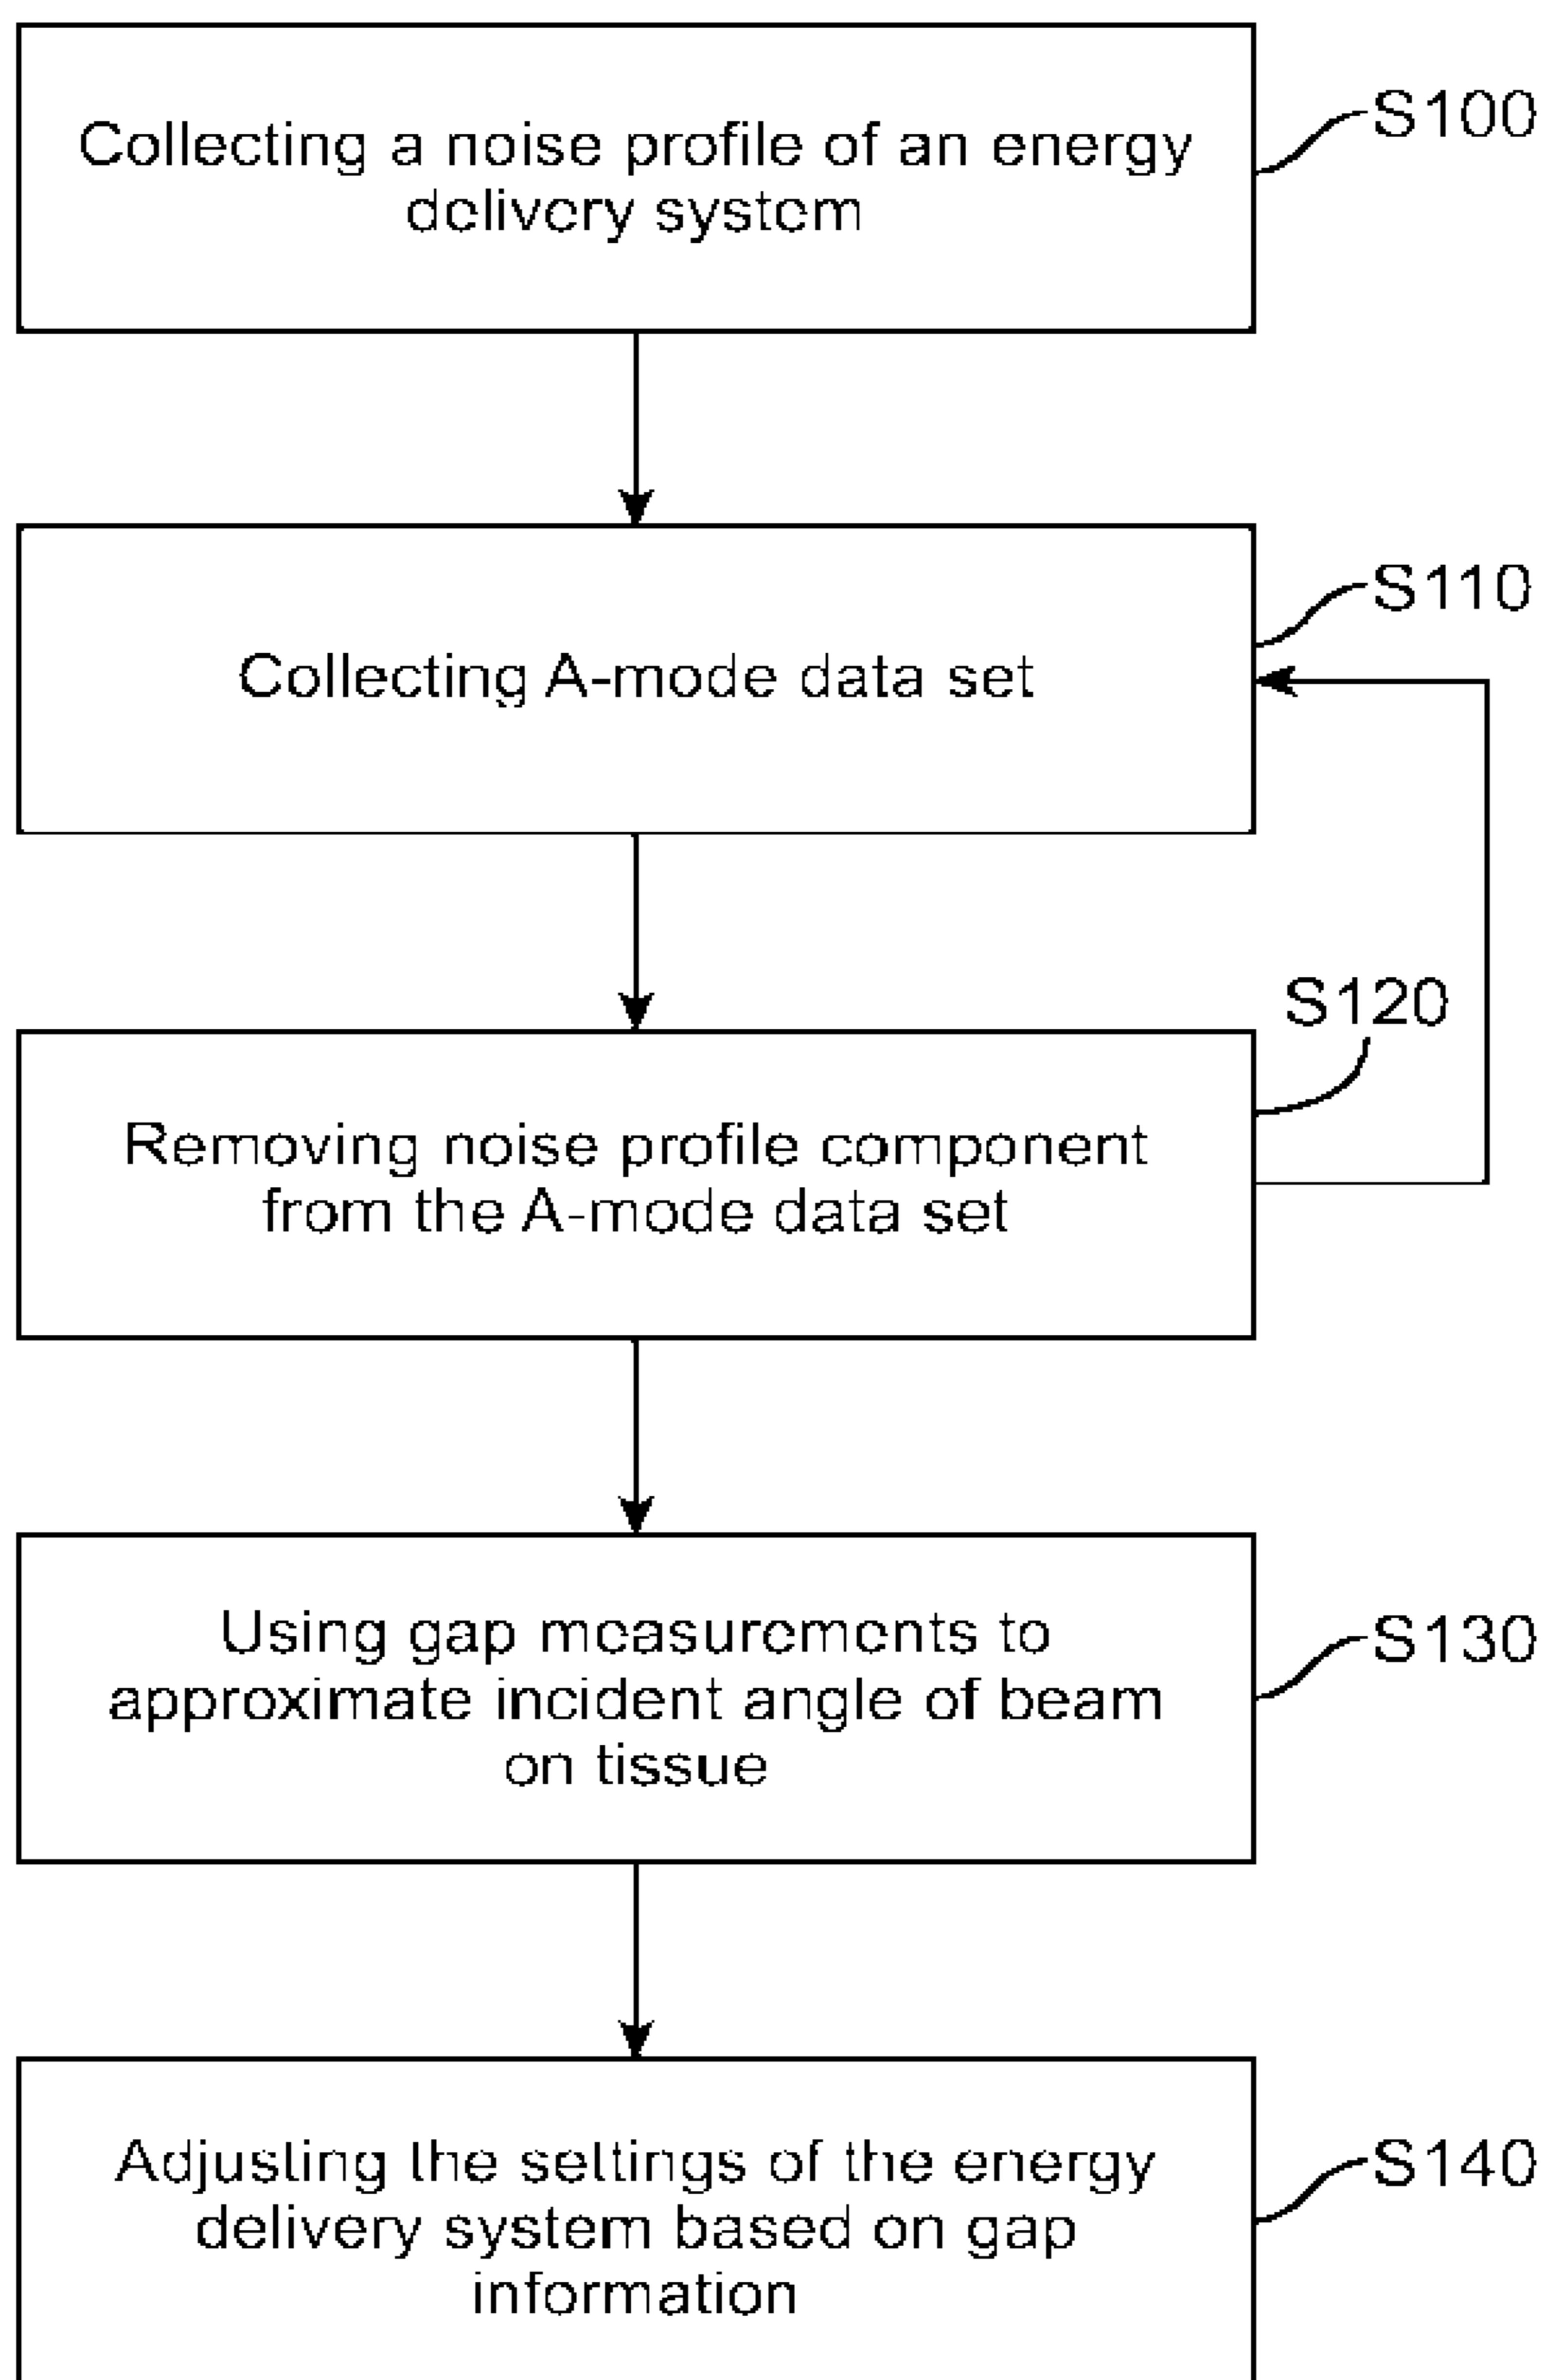 Collecting a noise profile of an energy
delivery system
S100
Collecting A-mode data set
S110
Removing noise profile component
from the A-mode data set
S120
Using gap measurements to
approximate incident angle of beam
on tissue
S130
Adjusting the settings of the energy
delivery system based on gap
information
S140